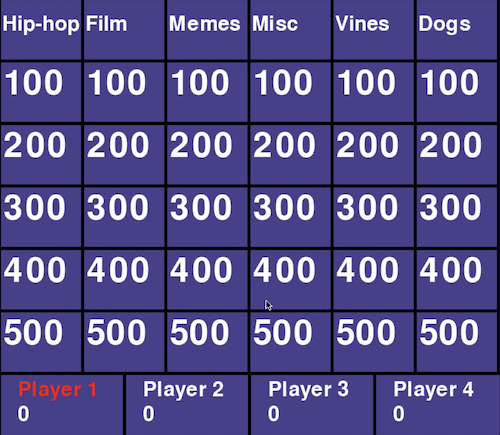 Hip-hop Film Memes Misc Vines Dogs
100 100 100 100 100 100
200 200 200 200 200 200
300 300 300 300 300 300
400 400 400 400 400 400
500 500 500 500 500 500
Player 1 Player 2 Player 3 Player 4
0 0 0 0